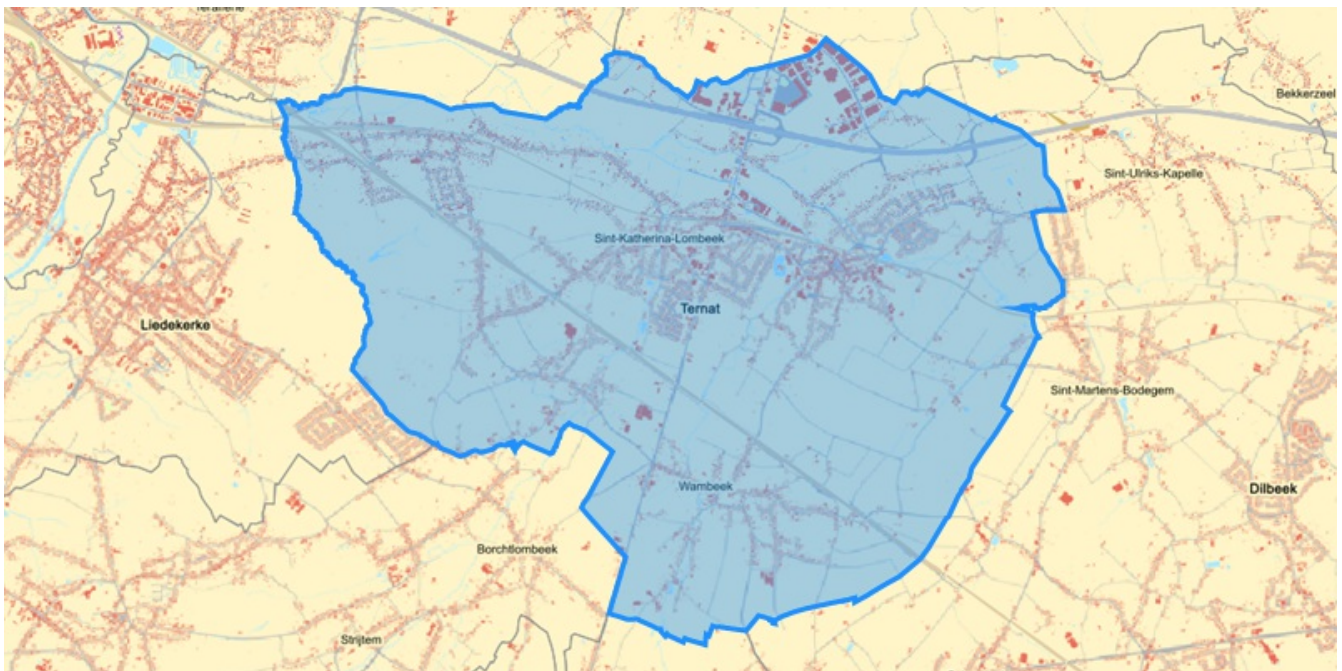 Bekkerzeel
Sint-Ulriks-Kapelle
Sint-Katherina-Lombeek
Ternat
Liedekerke
Sint-Martens-Bodegem
Wambeek
Dilbeek
Borchtlombeek
Strijtem